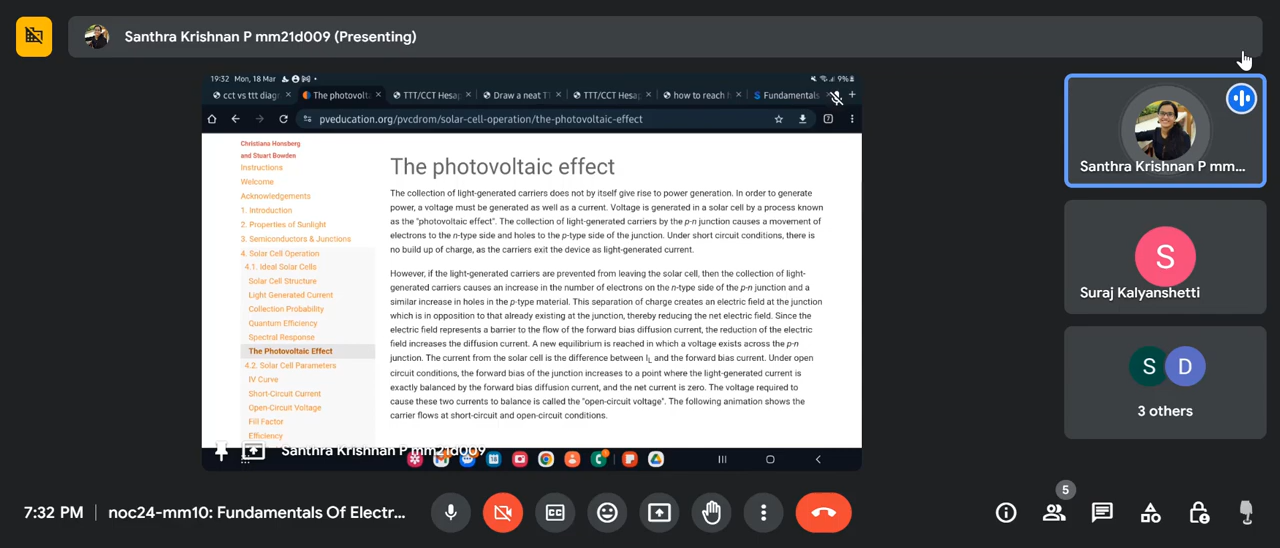 Santhra Krishnan P mm21d009 (Presenting)
19:32 Mon, 18 Mar
9%
cct vs ttt diagr
The photovolta
TTT/CCT Hesap
Draw a neat TT
TTT/CCT Hesap
how to reach h
Fundamentals
pveducation.org/pvcdrom/solar-cell-operation/the-photovoltaic-effect
Christiana Honsberg
and Stuart Bowden
Instructions
Welcome
Acknowledgements
1. Introduction
2. Properties of Sunlight
3. Semiconductors & Junctions
4. Solar Cell Operation
4.1. Ideal Solar Cells
Solar Cell Structure
Light Generated Current
Collection Probability
Quantum Efficiency
Spectral Response
The Photovoltaic Effect
4.2. Solar Cell Parameters
IV Curve
Short-Circuit Current
Open-Circuit Voltage
Fill Factor
Efficiency
The photovoltaic effect
The collection of light-generated carriers does not by itself give rise to power generation. In order to generate
power, a voltage must be generated as well as a current. Voltage is generated in a solar cell by a process known
as the "photovoltaic effect". The collection of light-generated carriers by the p-n junction causes a movement of
electrons to the n-type side and holes to the p-type side of the junction. Under short circuit conditions, there is
no build up of charge, as the carriers exit the device as light-generated current.
However, if the light-generated carriers are prevented from leaving the solar cell, then the collection of light-
generated carriers causes an increase in the number of electrons on the n-type side of the p-n junction and a
similar increase in holes in the p-type material. This separation of charge creates an electric field at the junction
which is in opposition to that already existing at the junction, thereby reducing the net electric field. Since the
electric field represents a barrier to the flow of the forward bias diffusion current, the reduction of the electric
field increases the diffusion current. A new equilibrium is reached in which a voltage exists across the p-n
junction. The current from the solar cell is the difference between IL and the forward bias current. Under open
circuit conditions, the forward bias of the junction increases to a point where the light-generated current is
exactly balanced by the forward bias diffusion current, and the net current is zero. The voltage required to
cause these two currents to balance is called the "open-circuit voltage". The following animation shows the
carrier flows at short-circuit and open-circuit conditions.
Santhra Krishnan P mm21d009
Santhra Krishnan P mm...
S
Suraj Kalyanshetti
S
D
3 others
7:32 PM
noc24-mm10: Fundamentals Of Electr...
5